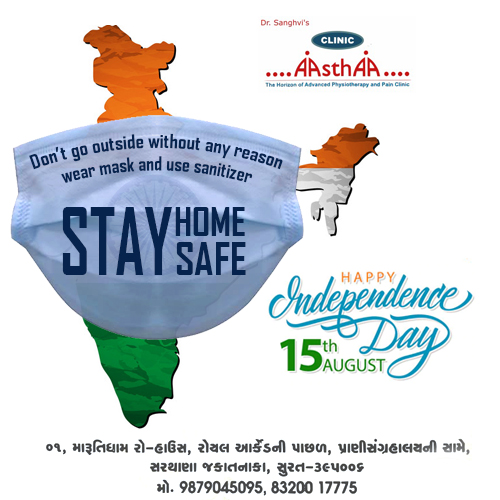 Dr. Sanghvi's
CLINIC
....AAsthAA....
The Horizon of Advanced Physiotherapy and Pain Clinic
Don't go outside without any reason
wear mask and use sanitizer
STAY HOME
SAFE
HAPPY
Independence
Day
15th
AUGUST
૦૧, મારૂતિધામ રો-હાઉસ, રોયલ આર્કેડની પાછળ, પ્રાણીસંગ્રહાલયની સામે,
સરથાણા જકાતનાકા, સુરત-૩૯૫૦૦૬
મો. 9879045095, 83200 17775